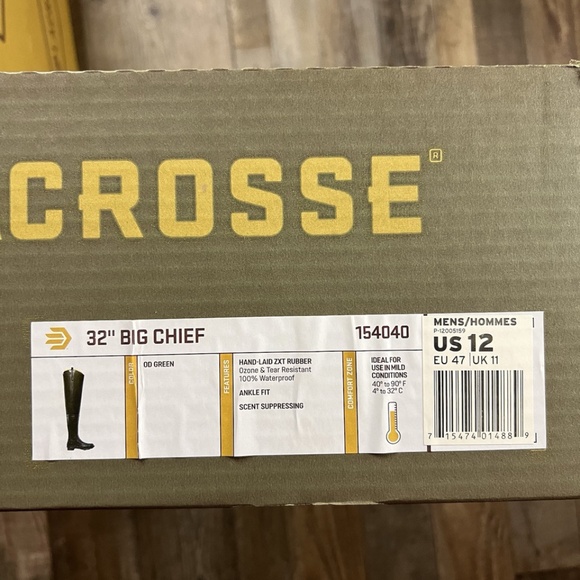 ACROSSE®
32" BIG CHIEF
154040
MENS/HOMMES
P-12005159
US 12
EU 47 | UK 11
COLOR
OD GREEN
FEATURES
HAND-LAID ZXT RUBBER
Ozone & Tear Resistant
100% Waterproof
ANKLE FIT
SCENT SUPPRESSING
COMFORT ZONE
IDEAL FOR
USE IN MILD
CONDITIONS
40° to 90° F
4° to 32° C
7 15474 01488 9